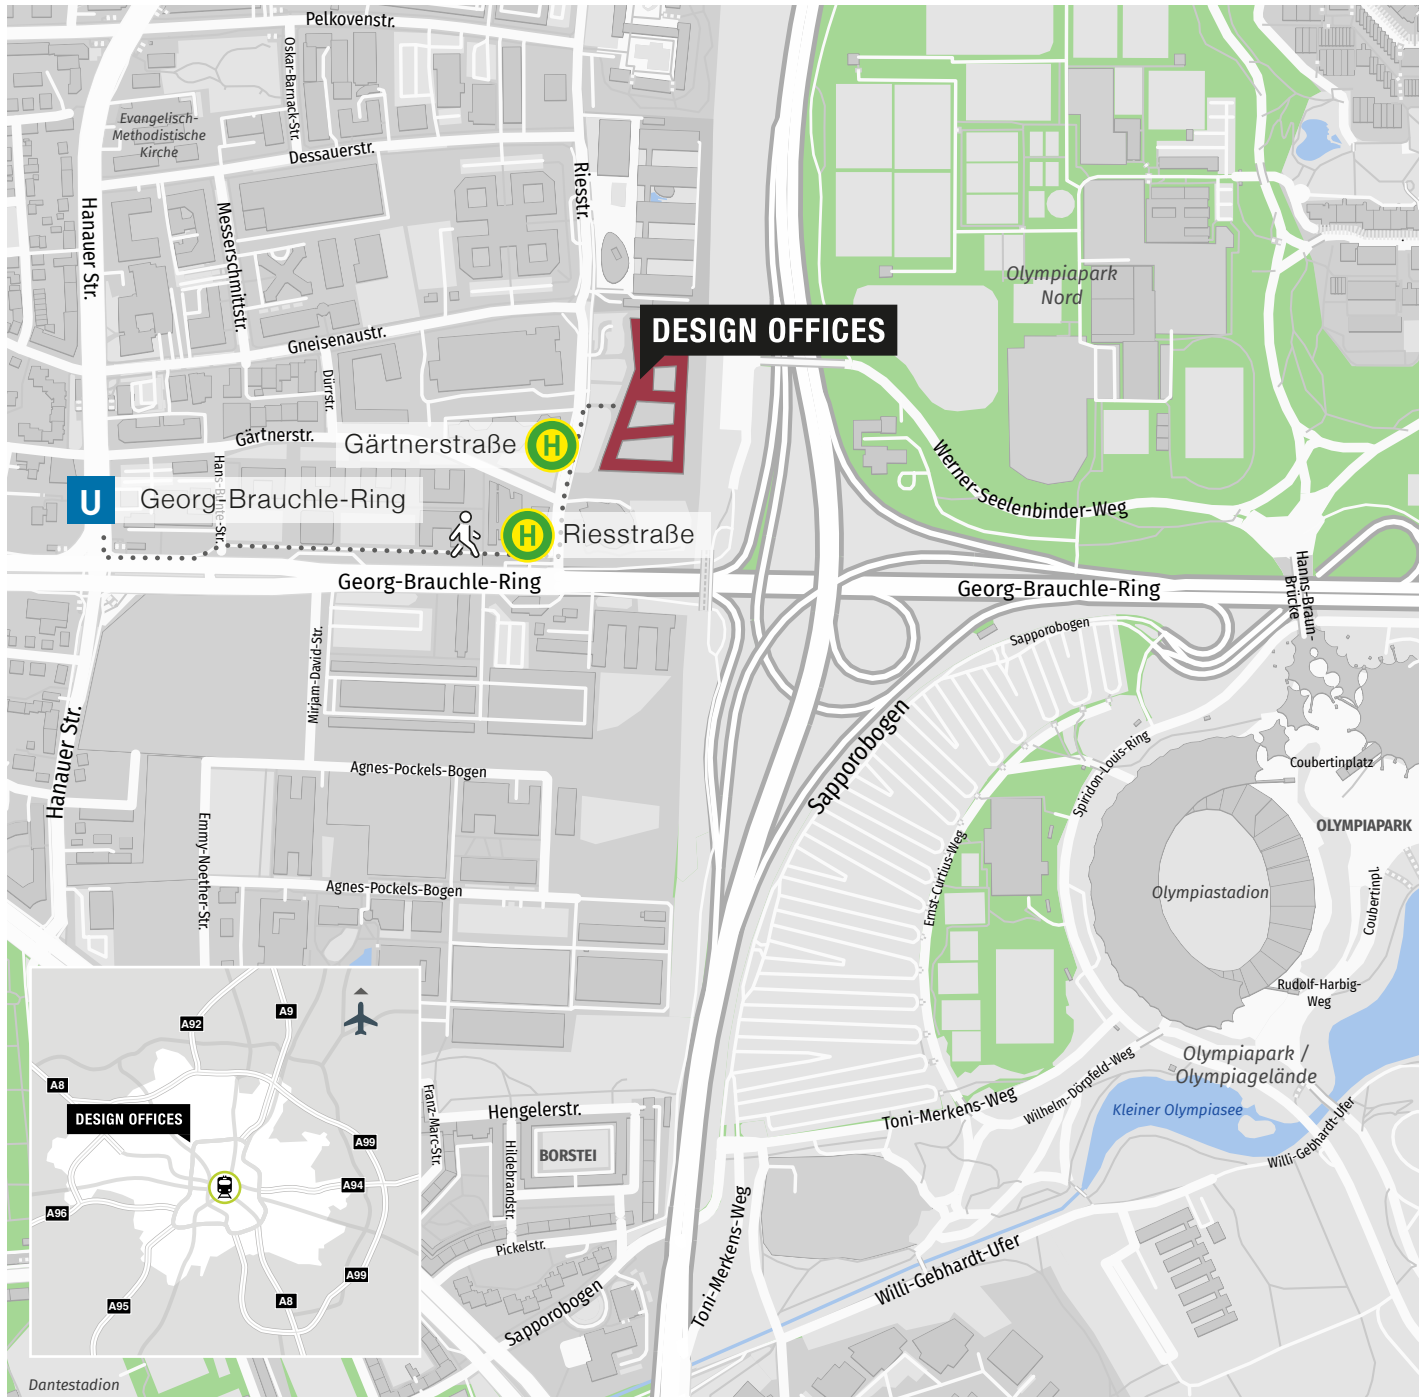 Pelkovenstr.
Oskar-Barnack-Str.
Evangelisch-
Methodistische
Kirche
Dessauerstr.
Riesstr.
Hanauer Str.
Messerschmittstr.
Olympiapark
Nord
DESIGN OFFICES
Gneisenaustr.
Dürrstr.
Gärtnerstr.
Gärtnerstraße
H
Werner-Seelenbinder-Weg
Hans-Bunte-Str.
U
Georg-Brauchle-Ring
H
Riesstraße
Georg-Brauchle-Ring
Georg-Brauchle-Ring
Hanns-Braun-
Brücke
Sapporobogen
Mirjam-David-Str.
Hanauer Str.
Sapporobogen
Spiridon-Louis-Ring
Coubertinplatz
Agnes-Pockels-Bogen
OLYMPIAPARK
Emmy-Noether-Str.
Ernst-Curtius-Weg
Agnes-Pockels-Bogen
Olympiastadion
Coubertinpl.
Rudolf-Harbig-
Weg
Olympiapark /
Olympiagelände
Wilhelm-Dörpfeld-Weg
Kleiner Olympiasee
Toni-Merkens-Weg
Willi-Gebhardt-Ufer
Franz-Marc-Str.
Hengelerstr.
Hildebrandstr.
BORSTEI
Pickelstr.
Toni-Merkens-Weg
Willi-Gebhardt-Ufer
Sapporobogen
A9
A92
A8
DESIGN OFFICES
A99
A94
A96
A99
A95
A8
Dantestadion